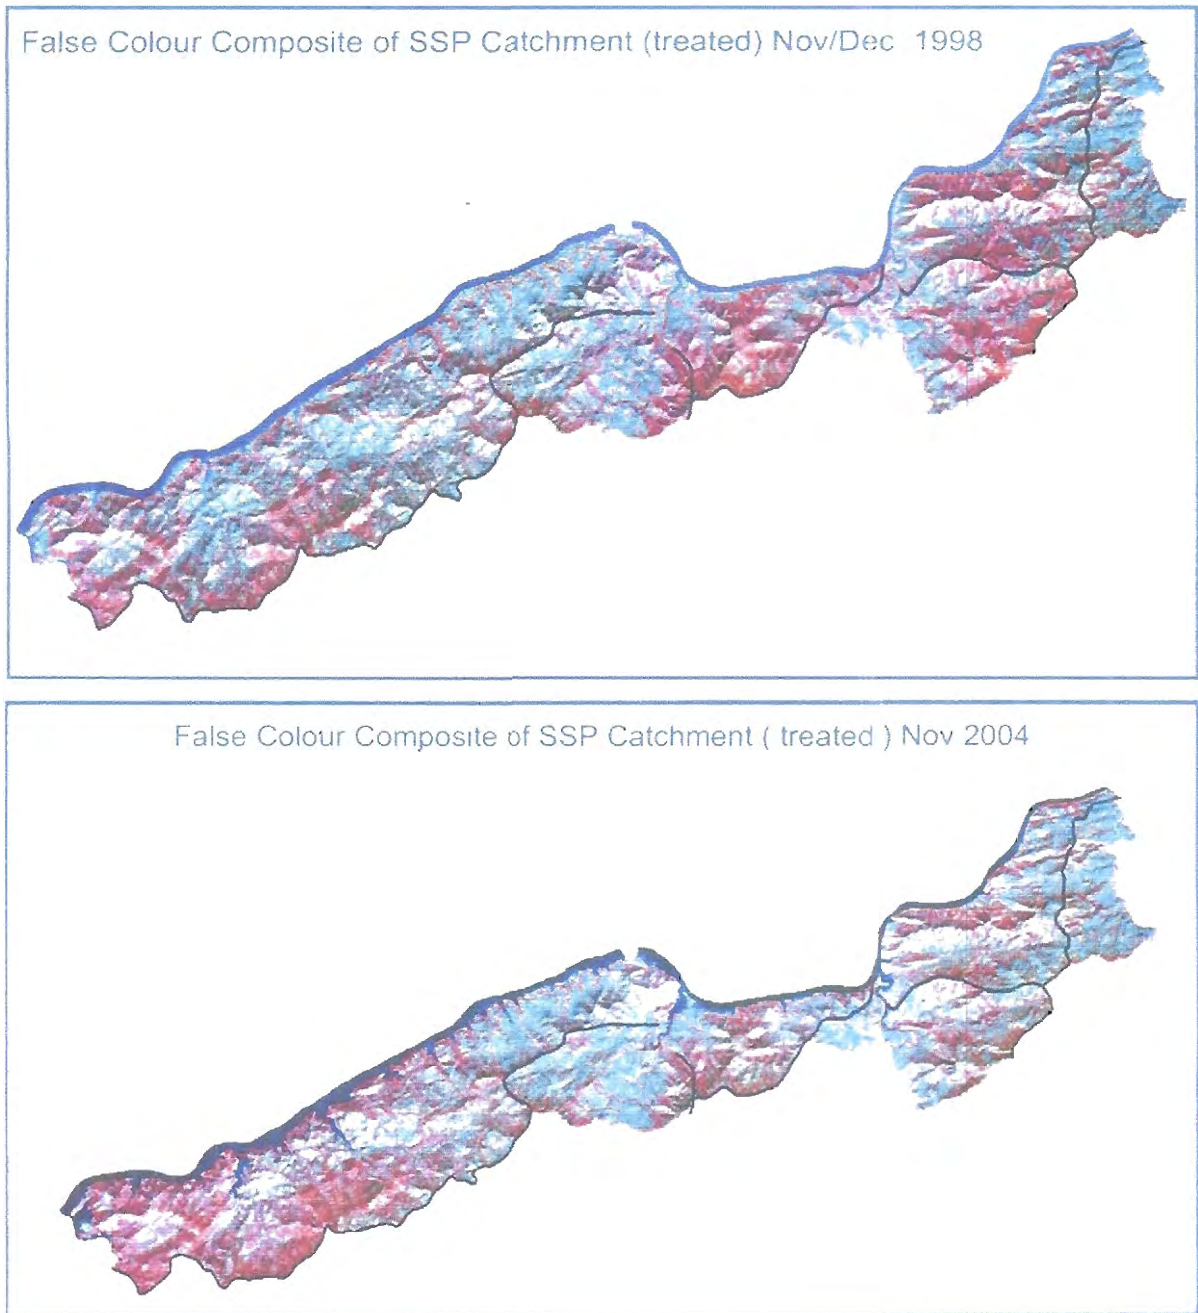 False Colour Composite of SSP Catchment (treated) Nov/Dec 1998
False Colour Composite of SSP Catchment ( treated ) Nov 2004